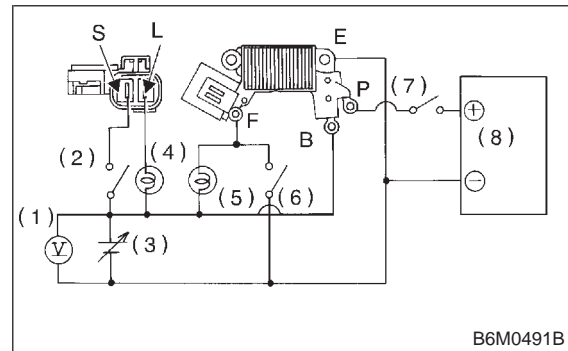 S L E
P (7)
F
B
(2) (4) (8)
(5) (6)
(1) V (3)
B6M0491B